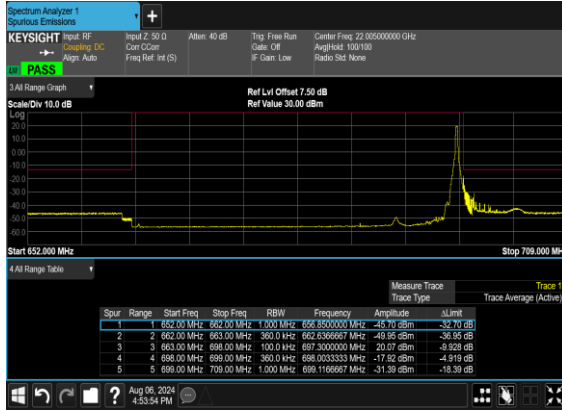 Spectrum Analyzer 1
Spurious Emissions
+
KEYSIGHT Input: RF Input Z: 50 Ω Atten: 40 dB Trig: Free Run Center Freq: 22.005000000 GHz
Coupling: DC Corr CCorr Gate: Off Avg|Hold: 100/100
Align: Auto Freq Ref: Int (S) IF Gain: Low Radio Std: None
PASS
3 All Range Graph
Ref Lvl Offset 7.50 dB
Scale/Div 10.0 dB Ref Value 30.00 dBm
Log
20.0
10.0
0.00
-10.0
-20.0
-30.0
-40.0
-50.0
-60.0
Start 652.000 MHz Stop 709.000 MH
4 All Range Table
Measure Trace Trace 1
Trace Type Trace Average (Active)
Spur Range Start Freq Stop Freq RBW Frequency Amplitude ΔLimit
1 1 652.00 MHz 662.00 MHz 1.000 MHz 656.8500000 MHz -45.70 dBm -32.70 dB
2 2 662.00 MHz 663.00 MHz 360.0 kHz 662.6366667 MHz -49.95 dBm -36.95 dB
3 3 663.00 MHz 698.00 MHz 100.0 kHz 697.3000000 MHz 20.07 dBm -9.928 dB
4 4 698.00 MHz 699.00 MHz 360.0 kHz 698.0033333 MHz -17.92 dBm -4.919 dB
5 5 699.00 MHz 709.00 MHz 1.000 MHz 699.1166667 MHz -31.39 dBm -18.39 dB
?
Aug 06, 2024
4:53:54 PM